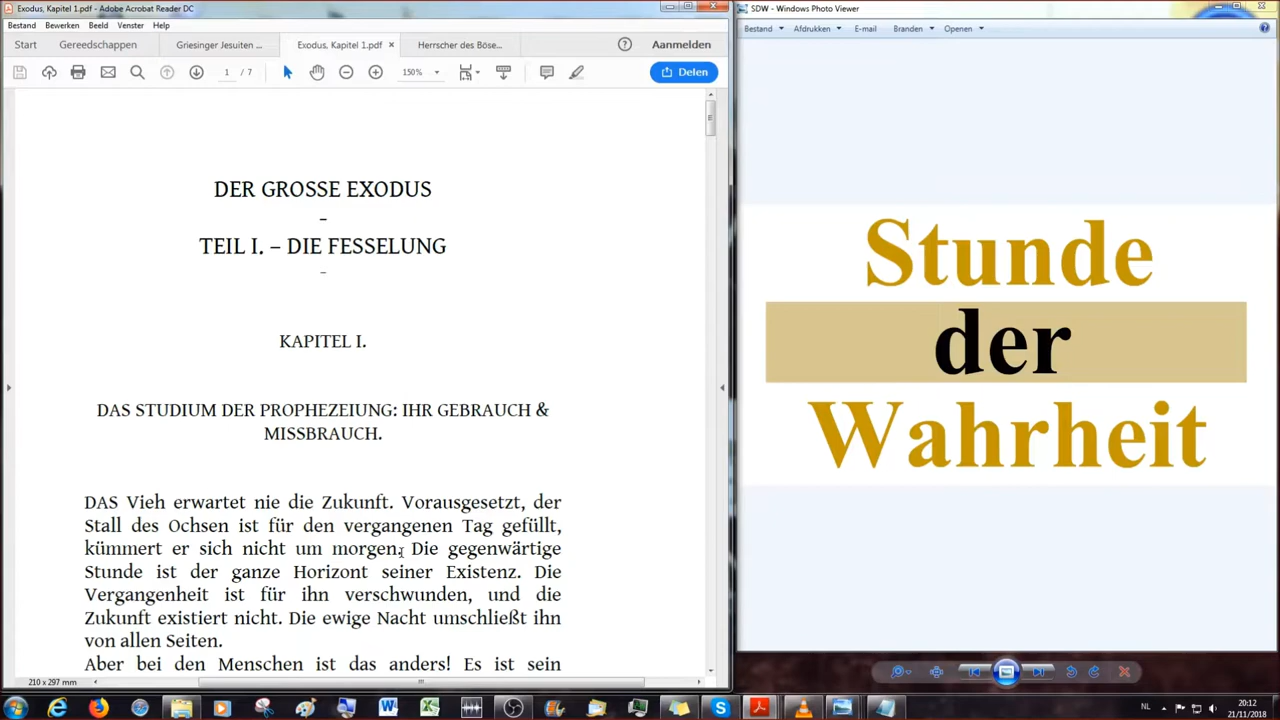 Exodus, Kapitel 1.pdf - Adobe Acrobat Reader DC
Bestand Bewerken Beeld Venster Help
Start Gereedschappen Griesinger Jesuiten ... Exodus, Kapitel 1.pdf × Herrscher des Böse... Aanmelden
1 / 7 150% Delen
DER GROSSE EXODUS
–
TEIL I. – DIE FESSELUNG
–
KAPITEL I.
DAS STUDIUM DER PROPHEZEIUNG: IHR GEBRAUCH &
MISSBRAUCH.
DAS Vieh erwartet nie die Zukunft. Vorausgesetzt, der
Stall des Ochsen ist für den vergangenen Tag gefüllt,
kümmert er sich nicht um morgen. Die gegenwärtige
Stunde ist der ganze Horizont seiner Existenz. Die
Vergangenheit ist für ihn verschwunden, und die
Zukunft existiert nicht. Die ewige Nacht umschließt ihn
von allen Seiten.
Aber bei den Menschen ist das anders! Es ist sein
210 x 297 mm
SDW - Windows Photo Viewer
Bestand Afdrukken E-mail Branden Openen
Stunde
der
Wahrheit
NL 20:12
21/11/2018